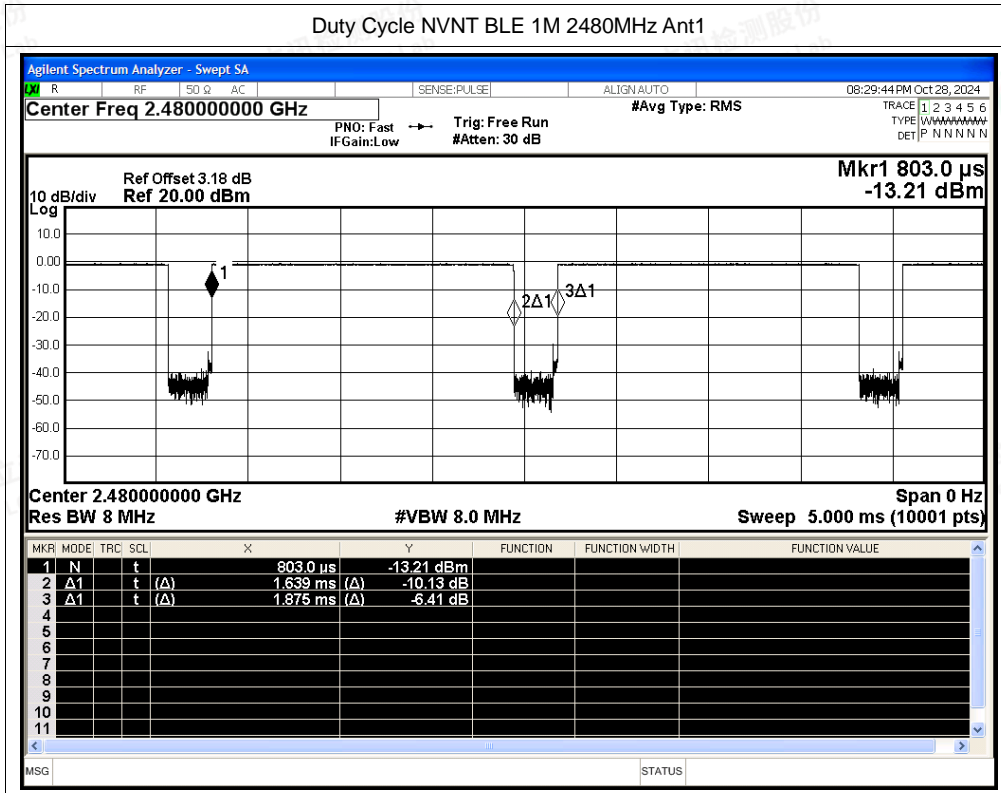 Duty Cycle NVNT BLE 1M 2480MHz Ant1
Agilent Spectrum Analyzer - Swept SA
LXI R RF 50 Ω AC SENSE:PULSE ALIGN AUTO 08:29:44 PM Oct 28, 2024
Center Freq 2.480000000 GHz #Avg Type: RMS TRACE 1 2 3 4 5 6
PNO: Fast Trig: Free Run TYPE WWWWWW
IFGain:Low #Atten: 30 dB DET P N N N N N
Mkr1 803.0 µs
Ref Offset 3.18 dB
10 dB/div Ref 20.00 dBm -13.21 dBm
Log
10.0
0.00
1
-10.0
2Δ1 3Δ1
-20.0
-30.0
-40.0
-50.0
-60.0
-70.0
Center 2.480000000 GHz Span 0 Hz
Res BW 8 MHz #VBW 8.0 MHz Sweep 5.000 ms (10001 pts)
MKR MODE TRC SCL X Y FUNCTION FUNCTION WIDTH FUNCTION VALUE
1 N t 803.0 µs -13.21 dBm
2 Δ1 t (Δ) 1.639 ms (Δ) -10.13 dB
3 Δ1 t (Δ) 1.875 ms (Δ) -6.41 dB
4
5
6
7
8
9
10
11
MSG STATUS